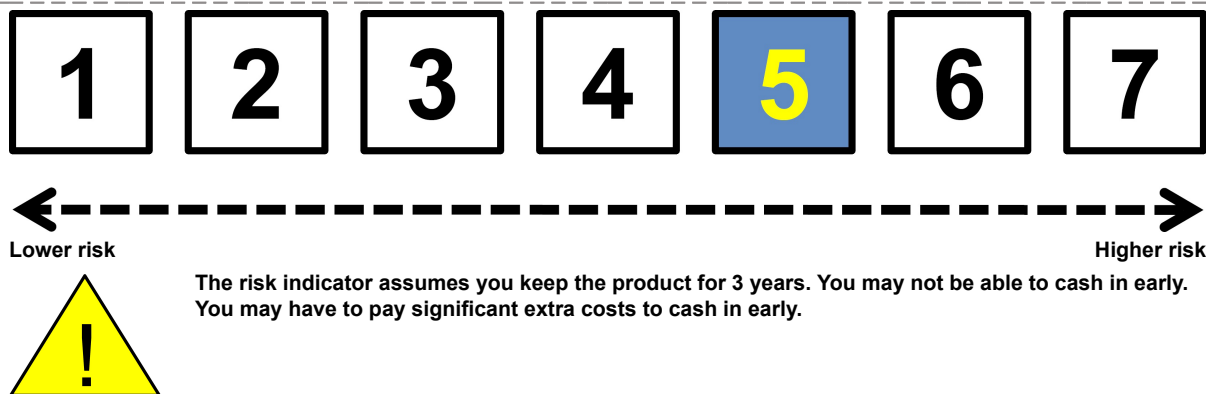 1 2 3 4 5 6 7
Lower risk Higher risk
The risk indicator assumes you keep the product for 3 years. You may not be able to cash in early.
You may have to pay significant extra costs to cash in early.
!